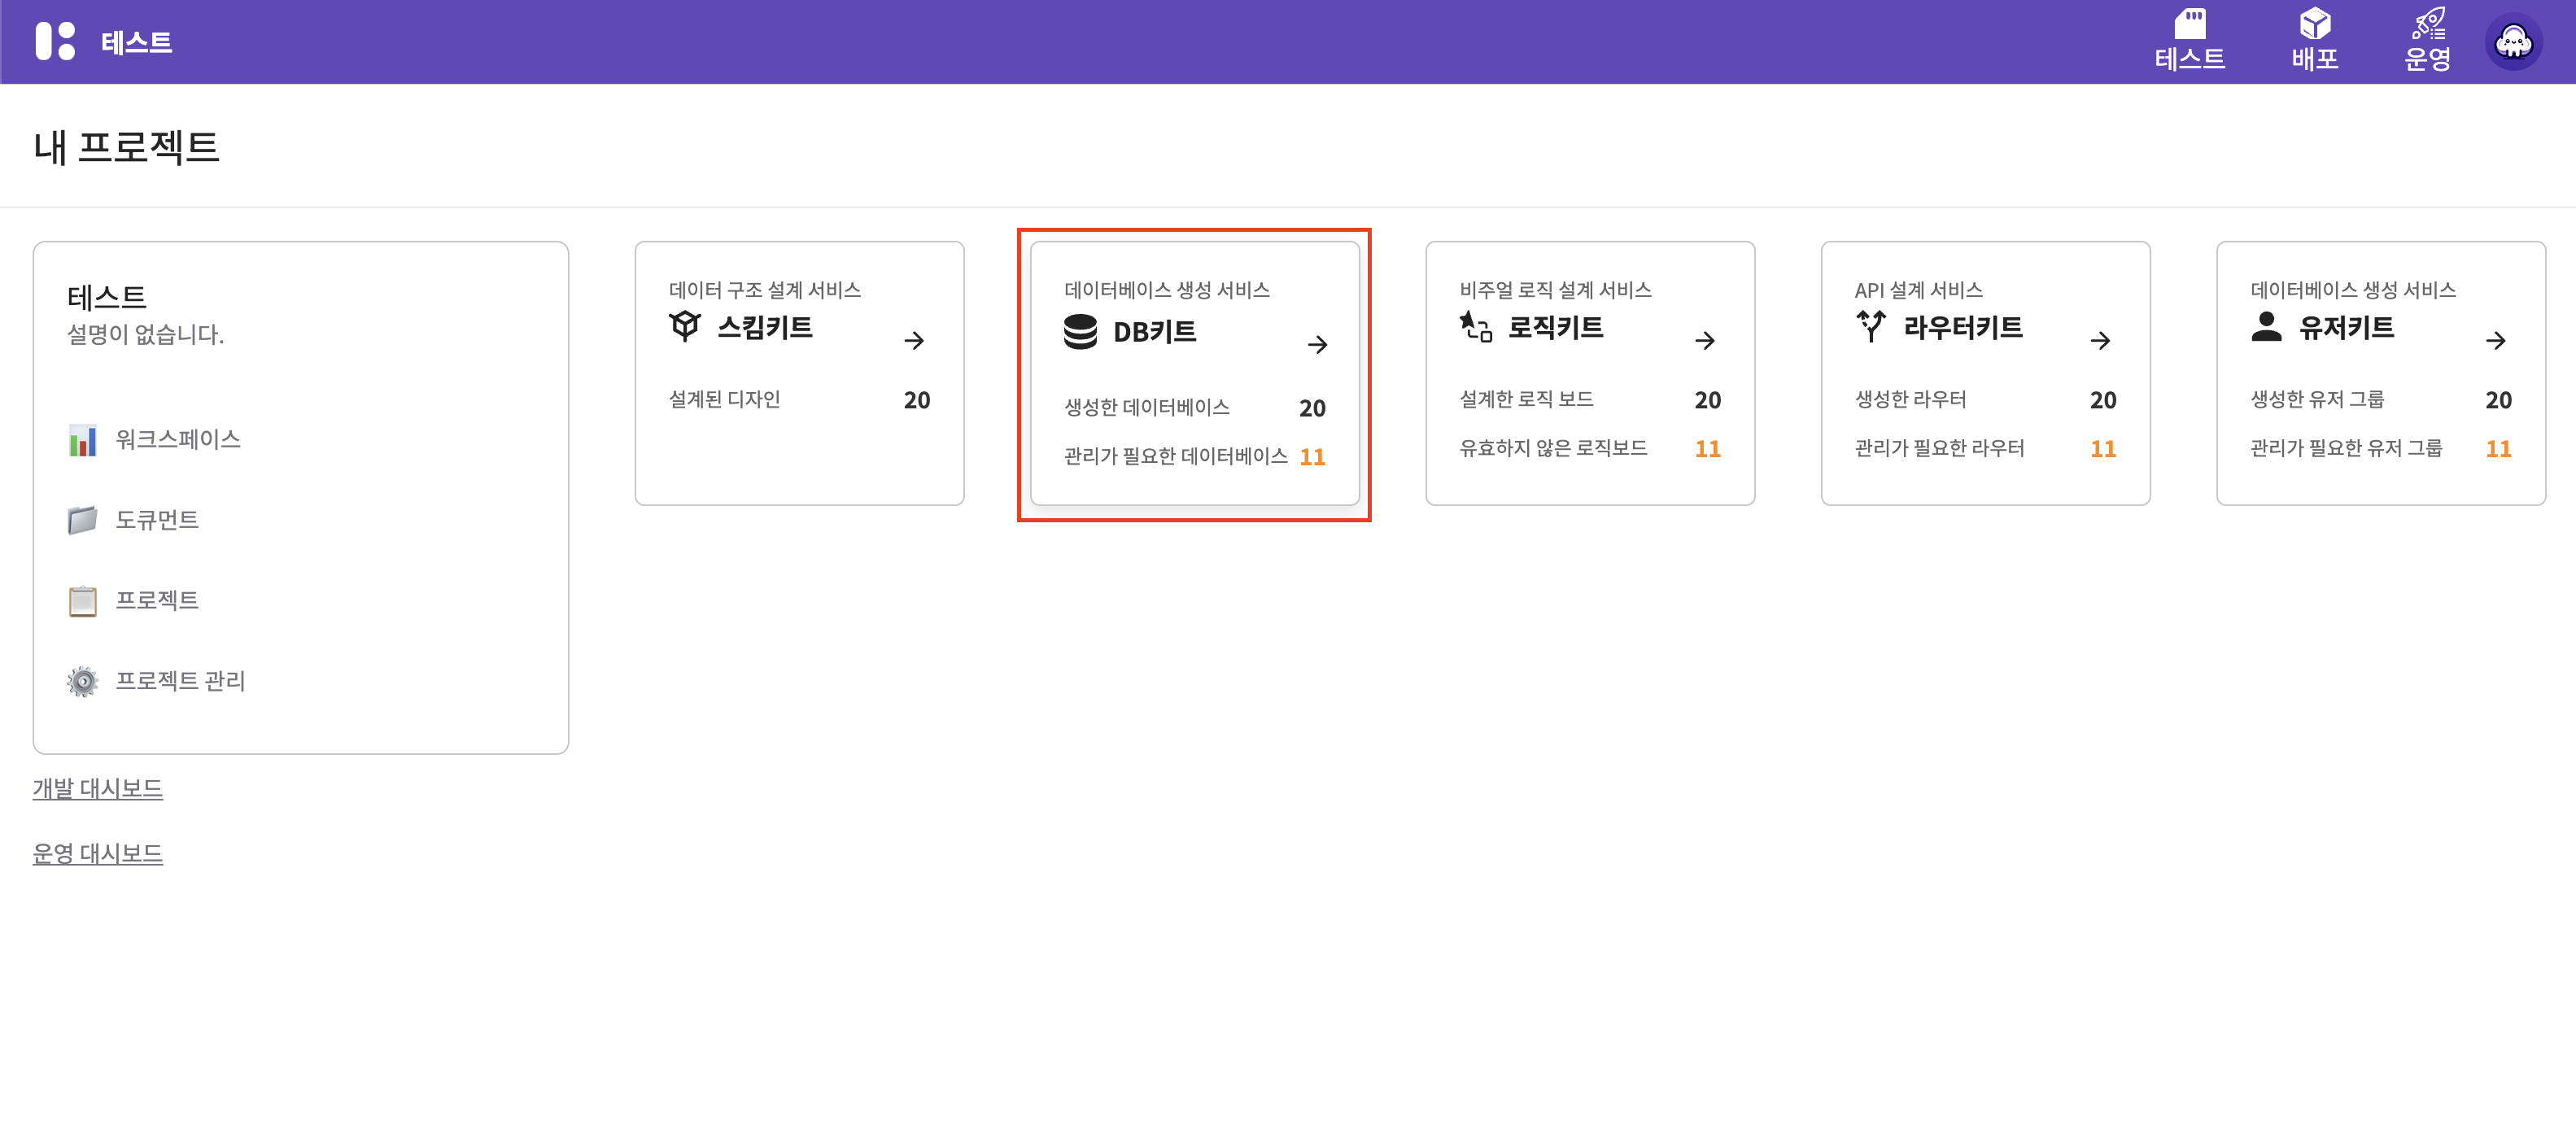 테스트
테스트
배포
운영
내 프로젝트
테스트
설명이 없습니다.
워크스페이스
도큐먼트
프로젝트
프로젝트 관리
개발 대시보드
운영 대시보드
데이터 구조 설계 서비스
스킴키트
설계된 디자인 20
데이터베이스 생성 서비스
DB키트
생성한 데이터베이스 20
관리가 필요한 데이터베이스 11
비주얼 로직 설계 서비스
로직키트
설계한 로직 보드 20
유효하지 않은 로직보드 11
API 설계 서비스
라우터키트
생성한 라우터 20
관리가 필요한 라우터 11
데이터베이스 생성 서비스
유저키트
생성한 유저 그룹 20
관리가 필요한 유저 그룹 11